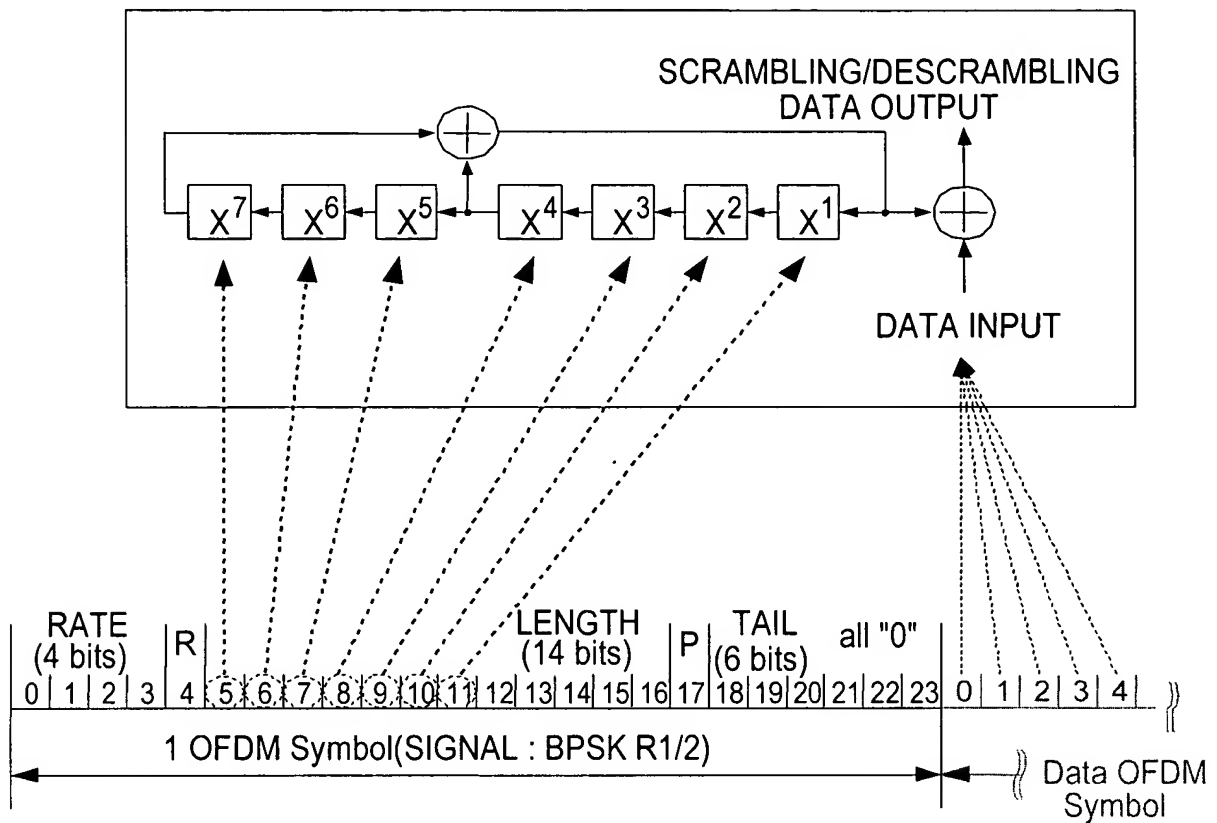 SCRAMBLING/DESCRAMBLING
DATA OUTPUT
X7 X6 X5 X4 X3 X2 X1
DATA INPUT
RATE
(4 bits)
R
LENGTH
(14 bits)
P
TAIL
(6 bits)
all "0"
0 1 2 3 4 5 6 7 8 9 10 11 12 13 14 15 16 17 18 19 20 21 22 23 0 1 2 3 4
1 OFDM Symbol(SIGNAL : BPSK R1/2)
Data OFDM
Symbol